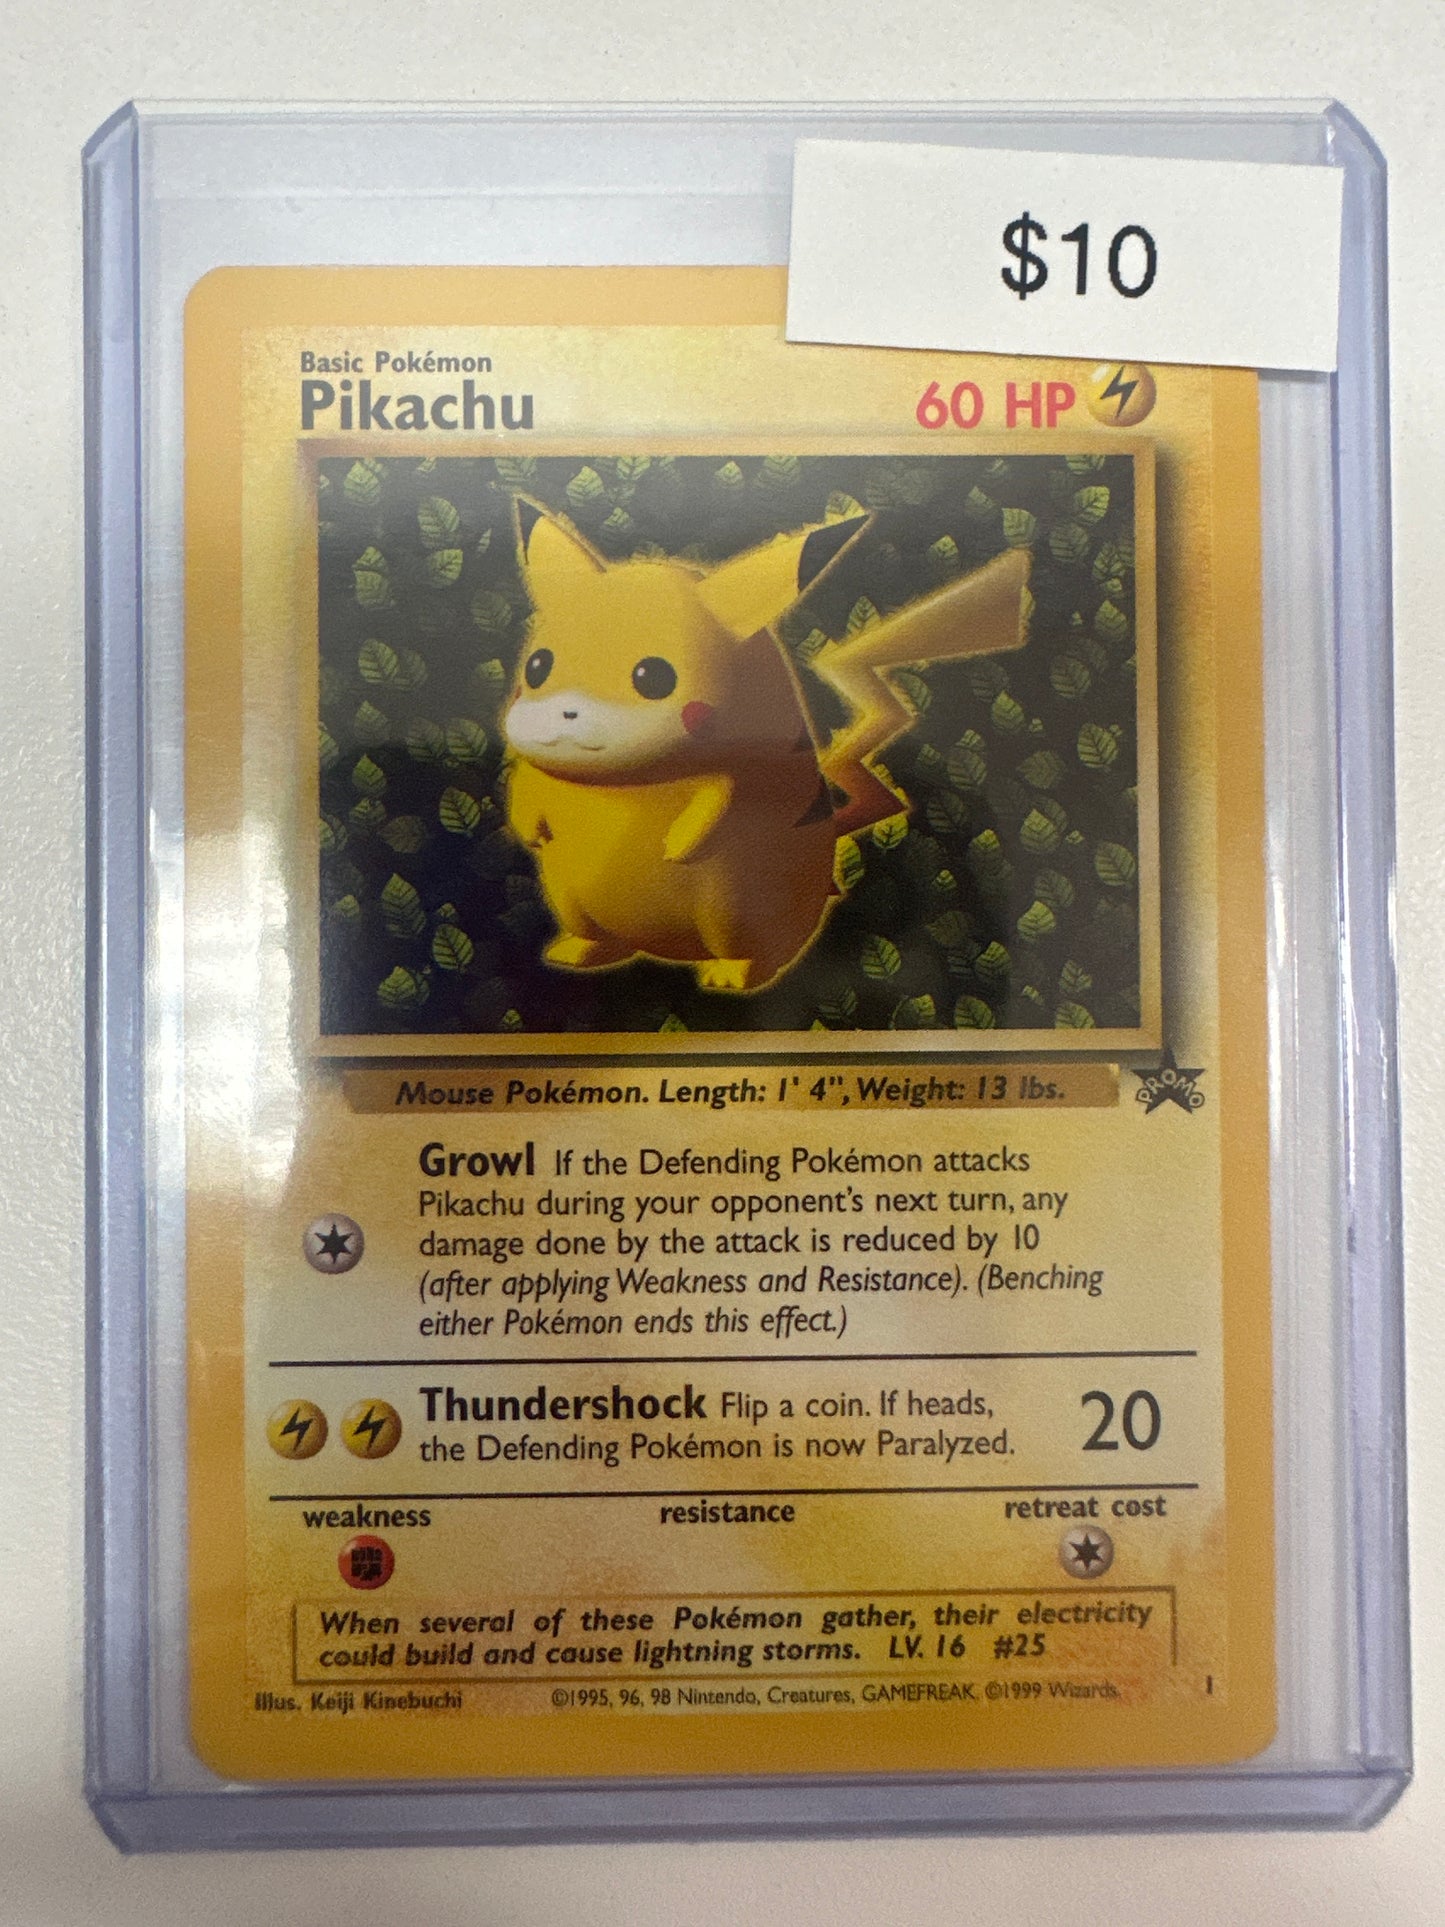 $10
Basic Pokémon
Pikachu
60 HP
Mouse Pokémon. Length: 1' 4", Weight: 13 lbs.
PROMO
Growl If the Defending Pokémon attacks
Pikachu during your opponent's next turn, any
damage done by the attack is reduced by 10
(after applying Weakness and Resistance). (Benching
either Pokémon ends this effect.)
Thundershock Flip a coin. If heads,
the Defending Pokémon is now Paralyzed.
20
weakness resistance retreat cost
When several of these Pokémon gather, their electricity
could build and cause lightning storms. LV. 16 #25
Illus. Keiji Kinebuchi ©1995, 96, 98 Nintendo, Creatures, GAMEFREAK. ©1999 Wizards. 1